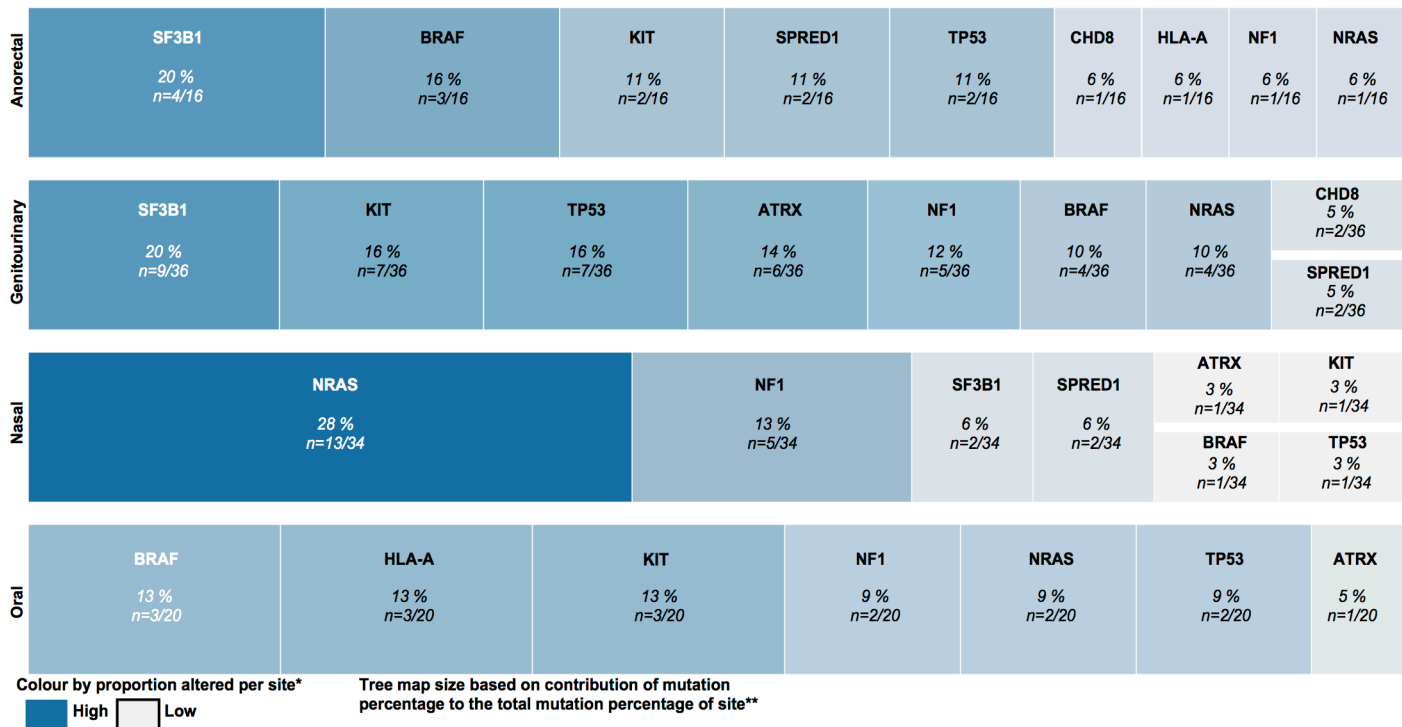 Anorectal
SF3B1
20 %
n=4/16
BRAF
16 %
n=3/16
KIT
11 %
n=2/16
SPRED1
11 %
n=2/16
TP53
11 %
n=2/16
CHD8
6 %
n=1/16
HLA-A
6 %
n=1/16
NF1
6 %
n=1/16
NRAS
6 %
n=1/16
Genitourinary
SF3B1
20 %
n=9/36
KIT
16 %
n=7/36
TP53
16 %
n=7/36
ATRX
14 %
n=6/36
NF1
12 %
n=5/36
BRAF
10 %
n=4/36
NRAS
10 %
n=4/36
CHD8
5 %
n=2/36
SPRED1
5 %
n=2/36
Nasal
NRAS
28 %
n=13/34
NF1
13 %
n=5/34
SF3B1
6 %
n=2/34
SPRED1
6 %
n=2/34
ATRX
3 %
n=1/34
KIT
3 %
n=1/34
BRAF
3 %
n=1/34
TP53
3 %
n=1/34
Oral
BRAF
13 %
n=3/20
HLA-A
13 %
n=3/20
KIT
13 %
n=3/20
NF1
9 %
n=2/20
NRAS
9 %
n=2/20
TP53
9 %
n=2/20
ATRX
5 %
n=1/20
Colour by proportion altered per site*
High
Low
Tree map size based on contribution of mutation
percentage to the total mutation percentage of site**